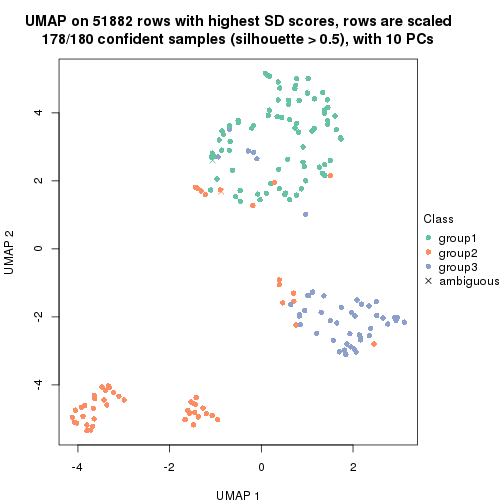 UMAP on 51882 rows with highest SD scores, rows are scaled
178/180 confident samples (silhouette > 0.5), with 10 PCs
4
2
0
-2
-4
UMAP 2
-4
-2
0
2
UMAP 1
Class
group1
group2
group3
ambiguous